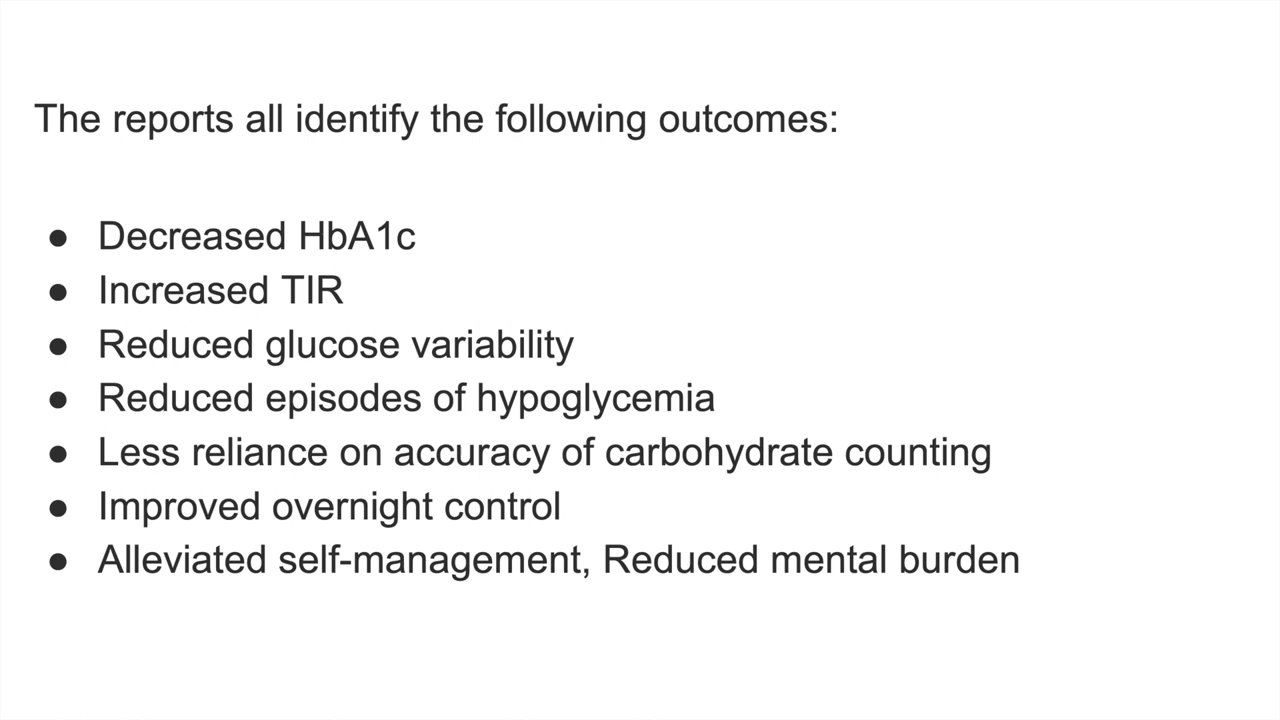 The reports all identify the following outcomes:
● Decreased HbA1c
● Increased TIR
● Reduced glucose variability
● Reduced episodes of hypoglycemia
● Less reliance on accuracy of carbohydrate counting
● Improved overnight control
● Alleviated self-management, Reduced mental burden